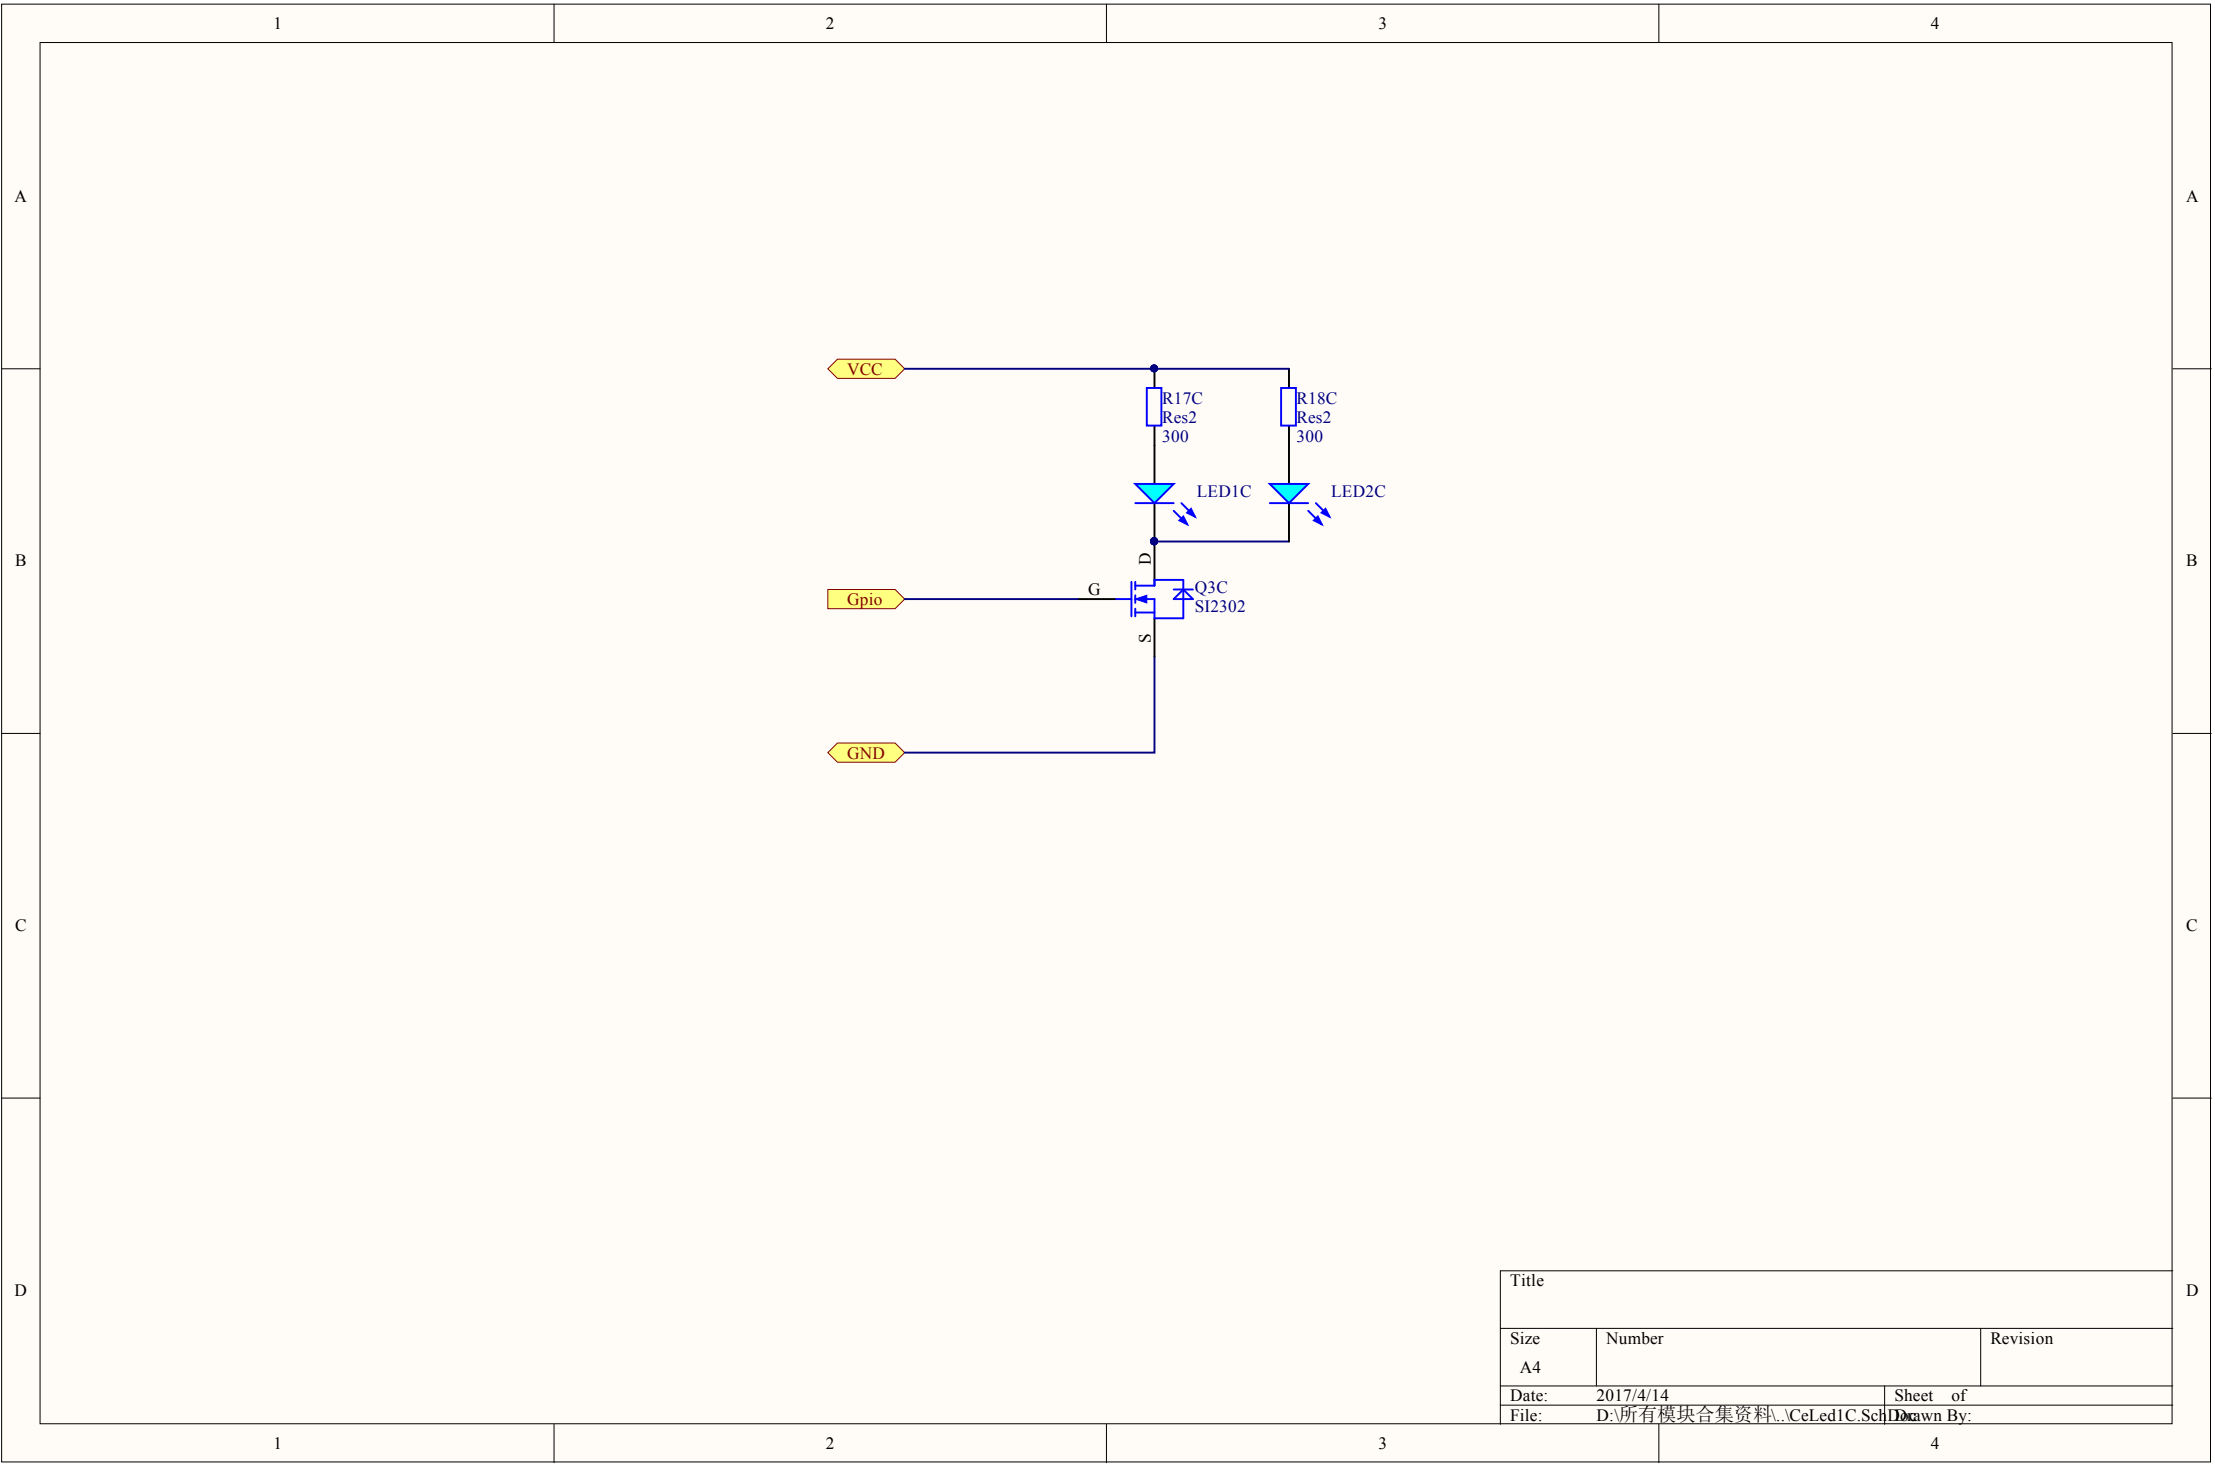 1 2 3 4
A A
VCC
R17C R18C
Res2 Res2
300 300
LED1C LED2C
D
B B
G Q3C
Gpio SI2302
S
GND
C C
D D
Title
Size Number Revision
A4
Date: 2017/4/14 Sheet of
File: D:\所有模块合集资料\..\CeLed1C.SchDoc Drawn By:
1 2 3 4